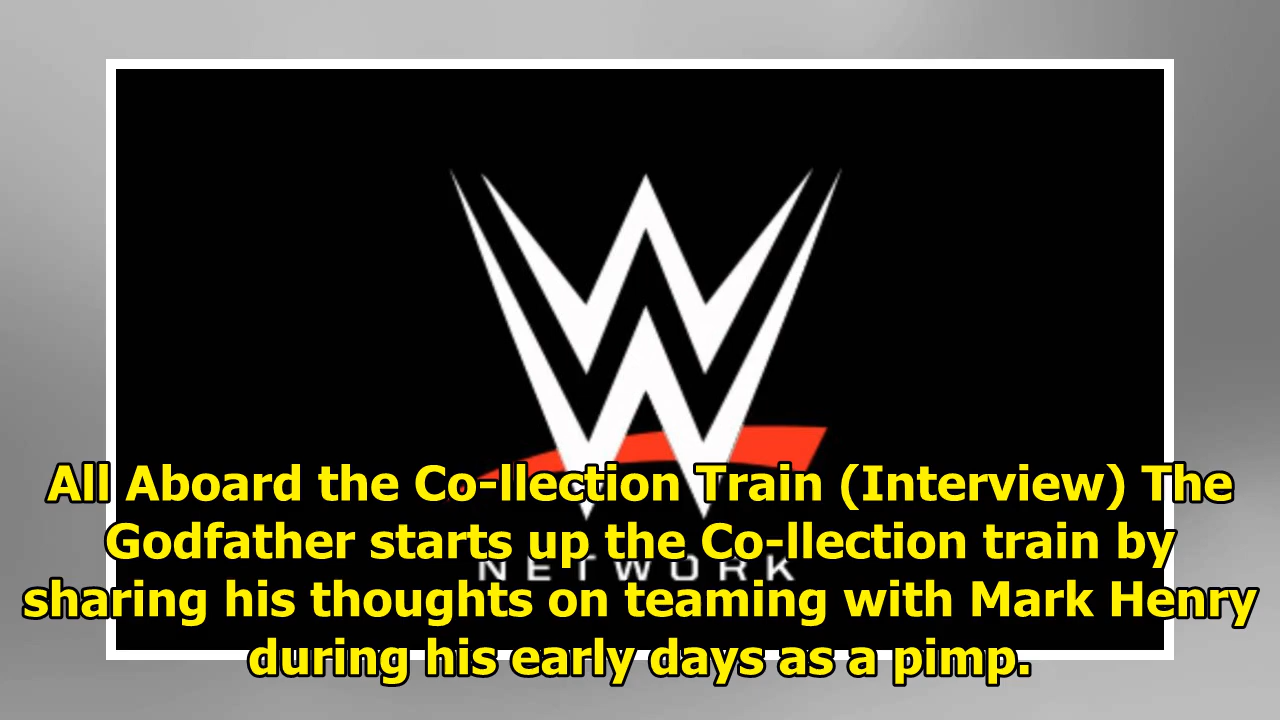 All Aboard the Co-llection Train (Interview) The
Godfather starts up the Co-llection train by
NETWORK
sharing his thoughts on teaming with Mark Henry
during his early days as a pimp.